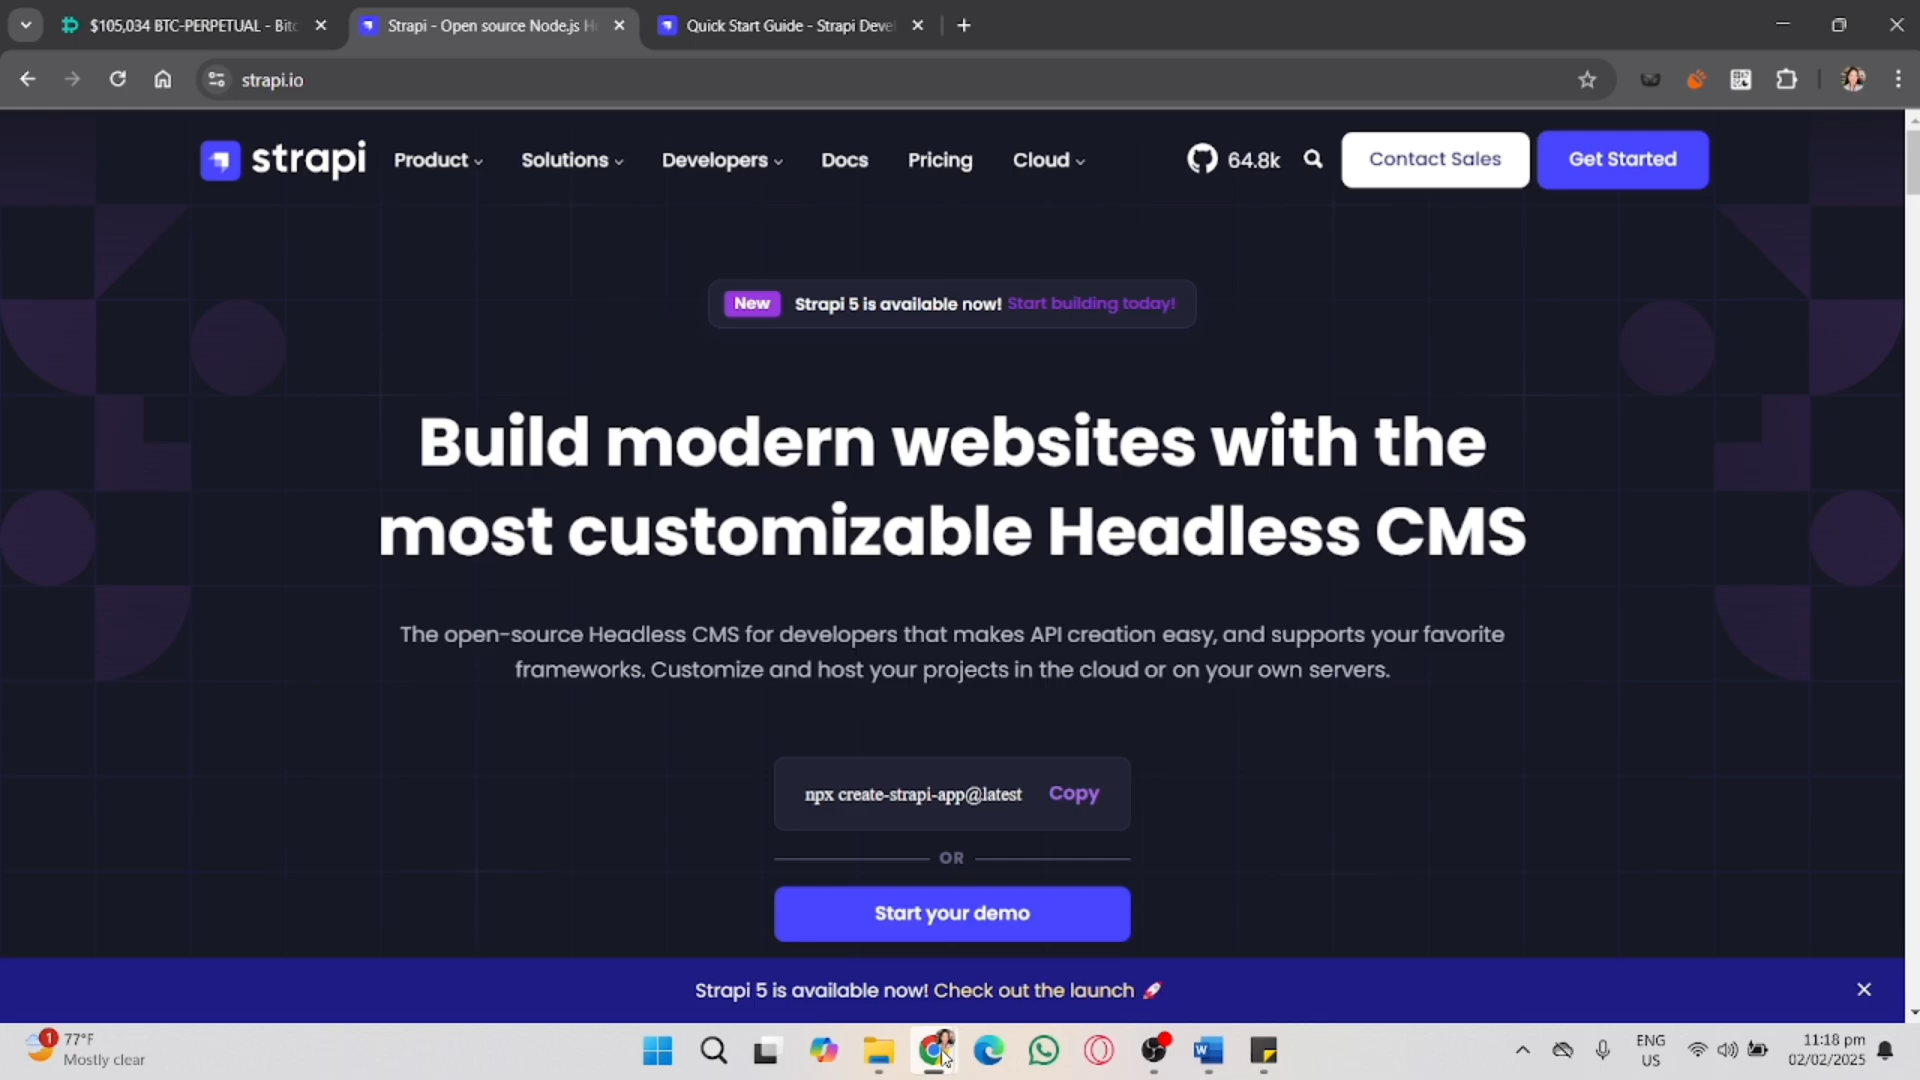 $105,034 BTC-PERPETUAL - Bitc
Strapi - Open source Node.js H
Quick Start Guide - Strapi Deve
strapi.io
strapi
Product
Solutions
Developers
Docs
Pricing
Cloud
64.8k
Contact Sales
Get Started
New Strapi 5 is available now! Start building today!
Build modern websites with the
most customizable Headless CMS
The open-source Headless CMS for developers that makes API creation easy, and supports your favorite
frameworks. Customize and host your projects in the cloud or on your own servers.
npx create-strapi-app@latest Copy
OR
Start your demo
Strapi 5 is available now! Check out the launch 🚀
1
77°F
Mostly clear
ENG
US
11:18 pm
02/02/2025